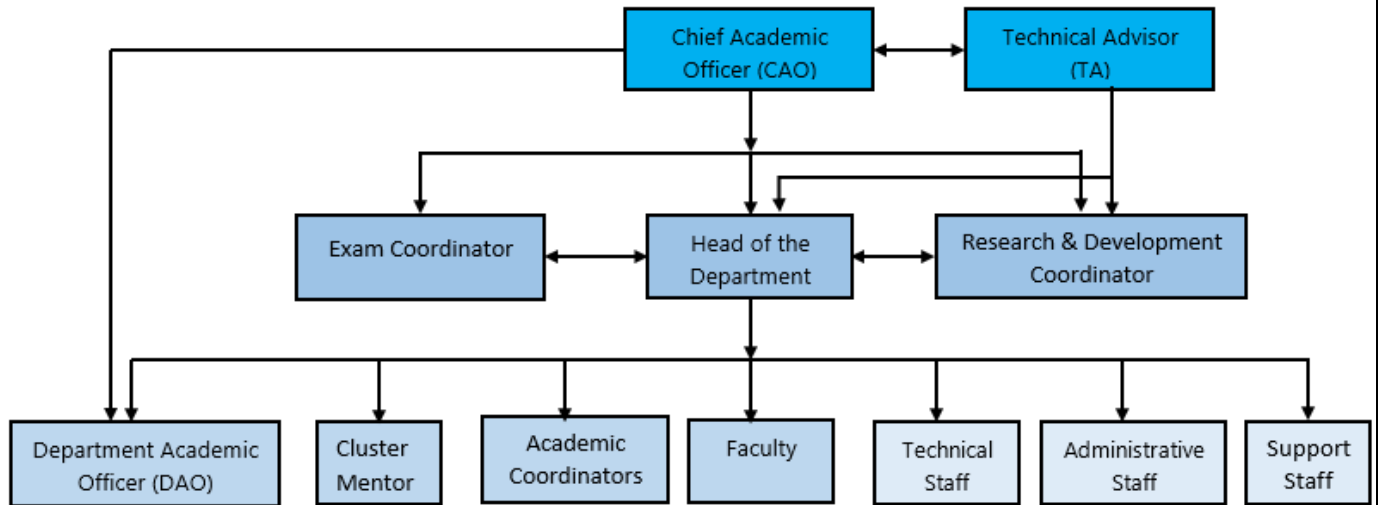 Chief Academic
Officer (CAO)
Technical Advisor
(TA)
Exam Coordinator
Head of the
Department
Research & Development
Coordinator
Department Academic
Officer (DAO)
Cluster
Mentor
Academic
Coordinators
Faculty
Technical
Staff
Administrative
Staff
Support
Staff